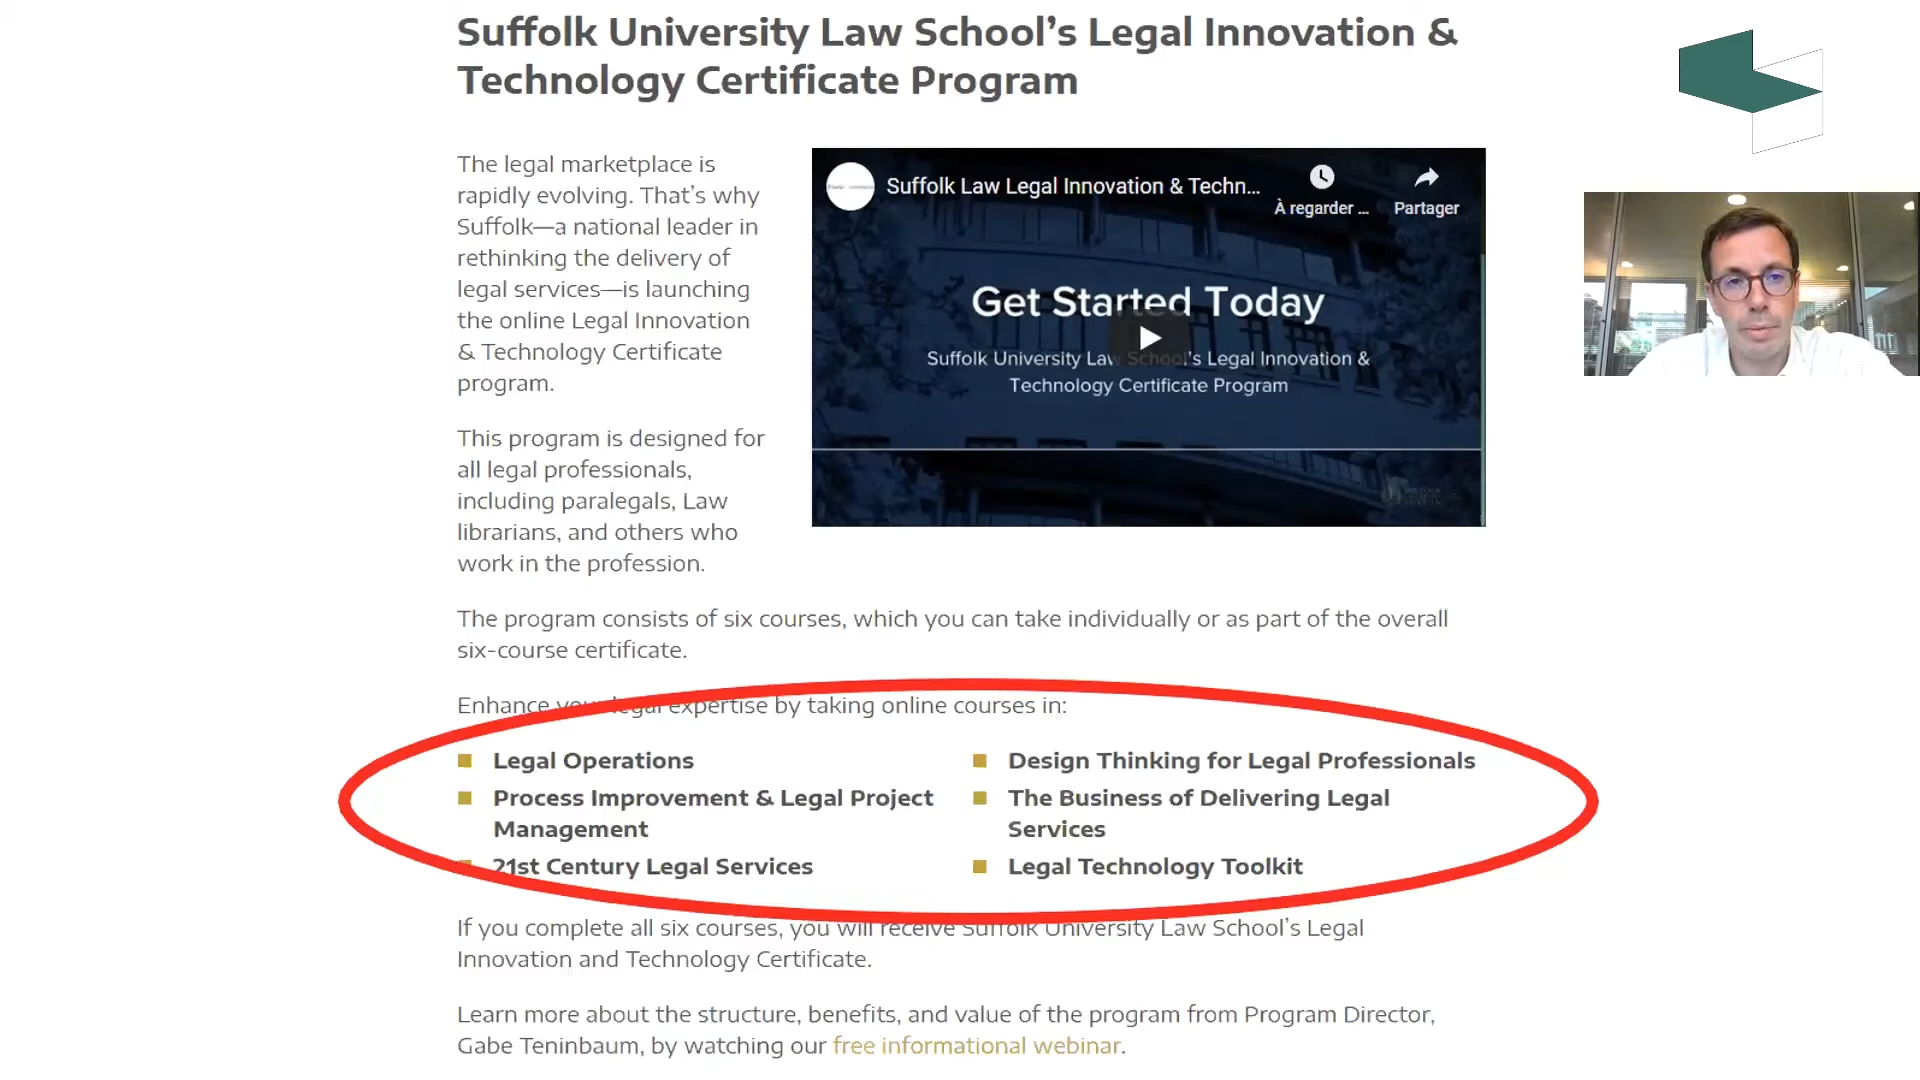 Suffolk University Law School’s Legal Innovation &
Technology Certificate Program
The legal marketplace is
rapidly evolving. That’s why
Suffolk—a national leader in
rethinking the delivery of
legal services—is launching
the online Legal Innovation
& Technology Certificate
program.
This program is designed for
all legal professionals,
including paralegals, Law
librarians, and others who
work in the profession.
Suffolk Law Legal Innovation & Techn...
À regarder ...
Partager
Get Started Today
Suffolk University Law School's Legal Innovation &
Technology Certificate Program
The program consists of six courses, which you can take individually or as part of the overall
six-course certificate.
Enhance your legal expertise by taking online courses in:
Legal Operations
Process Improvement & Legal Project
Management
21st Century Legal Services
Design Thinking for Legal Professionals
The Business of Delivering Legal
Services
Legal Technology Toolkit
If you complete all six courses, you will receive Suffolk University Law School’s Legal
Innovation and Technology Certificate.
Learn more about the structure, benefits, and value of the program from Program Director,
Gabe Teninbaum, by watching our free informational webinar.